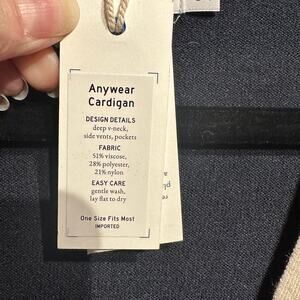 Anywear
Cardigan
DESIGN DETAILS
deep v-neck,
side vents, pockets
FABRIC
51% viscose,
28% polyester,
21% nylon
EASY CARE
gentle wash,
lay flat to dry
One Size Fits Most
IMPORTED